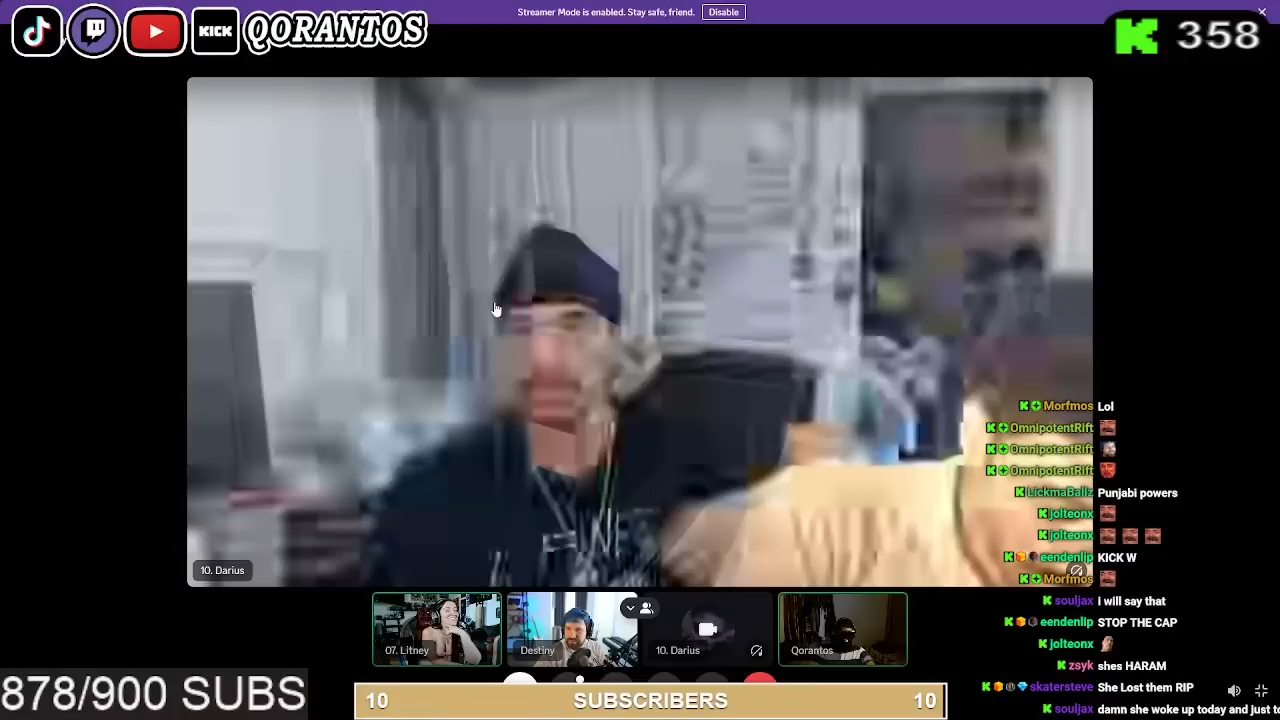 Streamer Mode is enabled. Stay safe, friend. Disable
KICK QORANTOS
K 358
Morfmos Lol
OmnipotentRift
OmnipotentRift
OmnipotentRift
LickmaBallz Punjabi powers
jolteonx
jolteonx
eendenlip KICK W
Morfmos
souljax i will say that
eendenlip STOP THE CAP
jolteonx
zsyk shes HARAM
skatersteve She Lost them RIP
souljax damn she woke up today and just to
10. Darius
07. Litney
Destiny
10. Darius
Qorantos
878/900 SUBS
10 SUBSCRIBERS 10